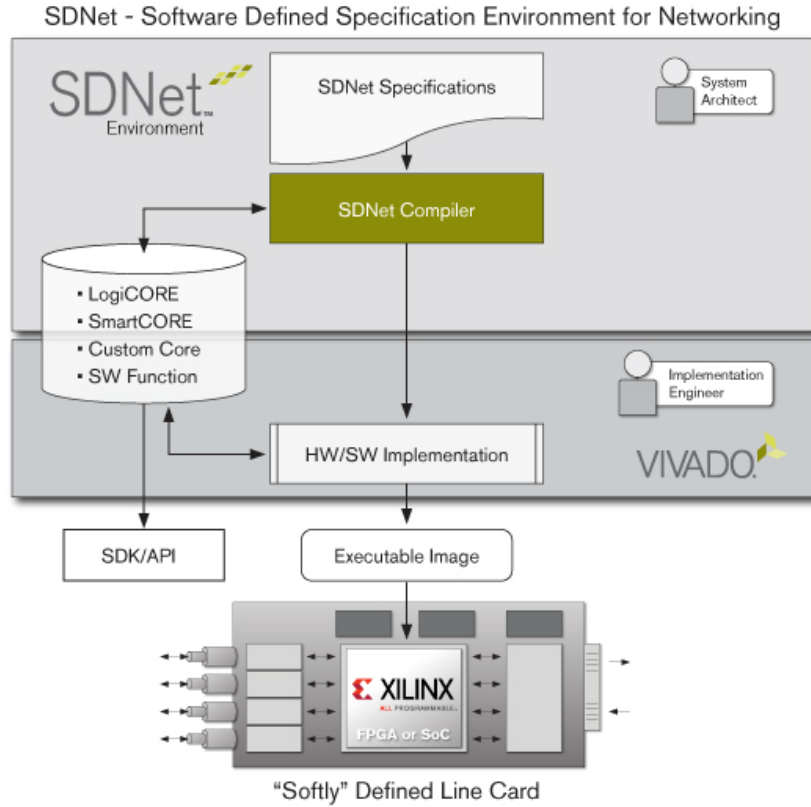 SDNet - Software Defined Specification Environment for Networking
SDNet™
Environment
SDNet Specifications
System
Architect
SDNet Compiler
▪ LogiCORE
▪ SmartCORE
▪ Custom Core
▪ SW Function
Implementation
Engineer
HW/SW Implementation
VIVADO.
SDK/API
Executable Image
XILINX
ALL PROGRAMMABLE™
FPGA or SoC
“Softly” Defined Line Card